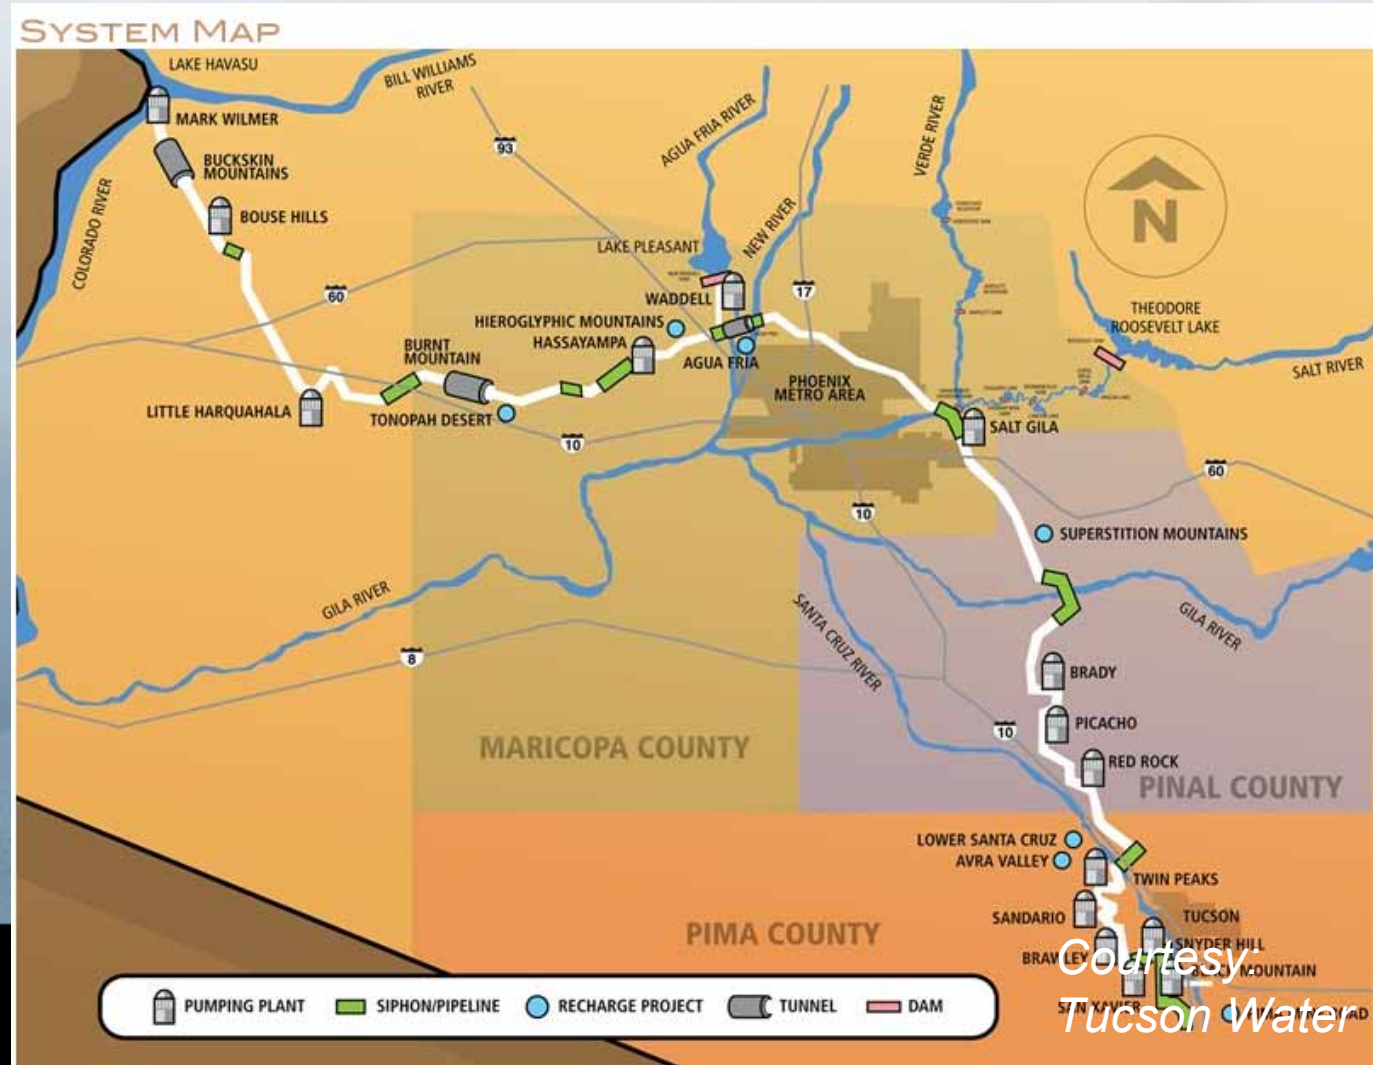 SYSTEM MAP
LAKE HAVASU
BILL WILLIAMS
RIVER
MARK WILMER
93
AGUA FRIA RIVER
VERDE RIVER
BUCKSKIN
MOUNTAINS
N
COLORADO RIVER
BOUSE HILLS
NEW RIVER
LAKE PLEASANT
60
WADDELL
17
THEODORE
ROOSEVELT LAKE
HIEROGLYPHIC MOUNTAINS
HASSAYAMPA
BURNT
MOUNTAIN
AGUA FRIA
SALT RIVER
PHOENIX
METRO AREA
LITTLE HARQUAHALA
TONOPAH DESERT
10
SALT GILA
60
10
SUPERSTITION MOUNTAINS
GILA RIVER
SANTA CRUZ RIVER
GILA RIVER
8
BRADY
PICACHO
10
MARICOPA COUNTY
RED ROCK
PINAL COUNTY
LOWER SANTA CRUZ
AVRA VALLEY
TWIN PEAKS
SANDARIO
TUCSON
PIMA COUNTY
SNYDER HILL
BRAWLEY
Courtesy:
MOUNTAIN
SAN XAVIER
Tucson Water
PUMPING PLANT
SIPHON/PIPELINE
RECHARGE PROJECT
TUNNEL
DAM